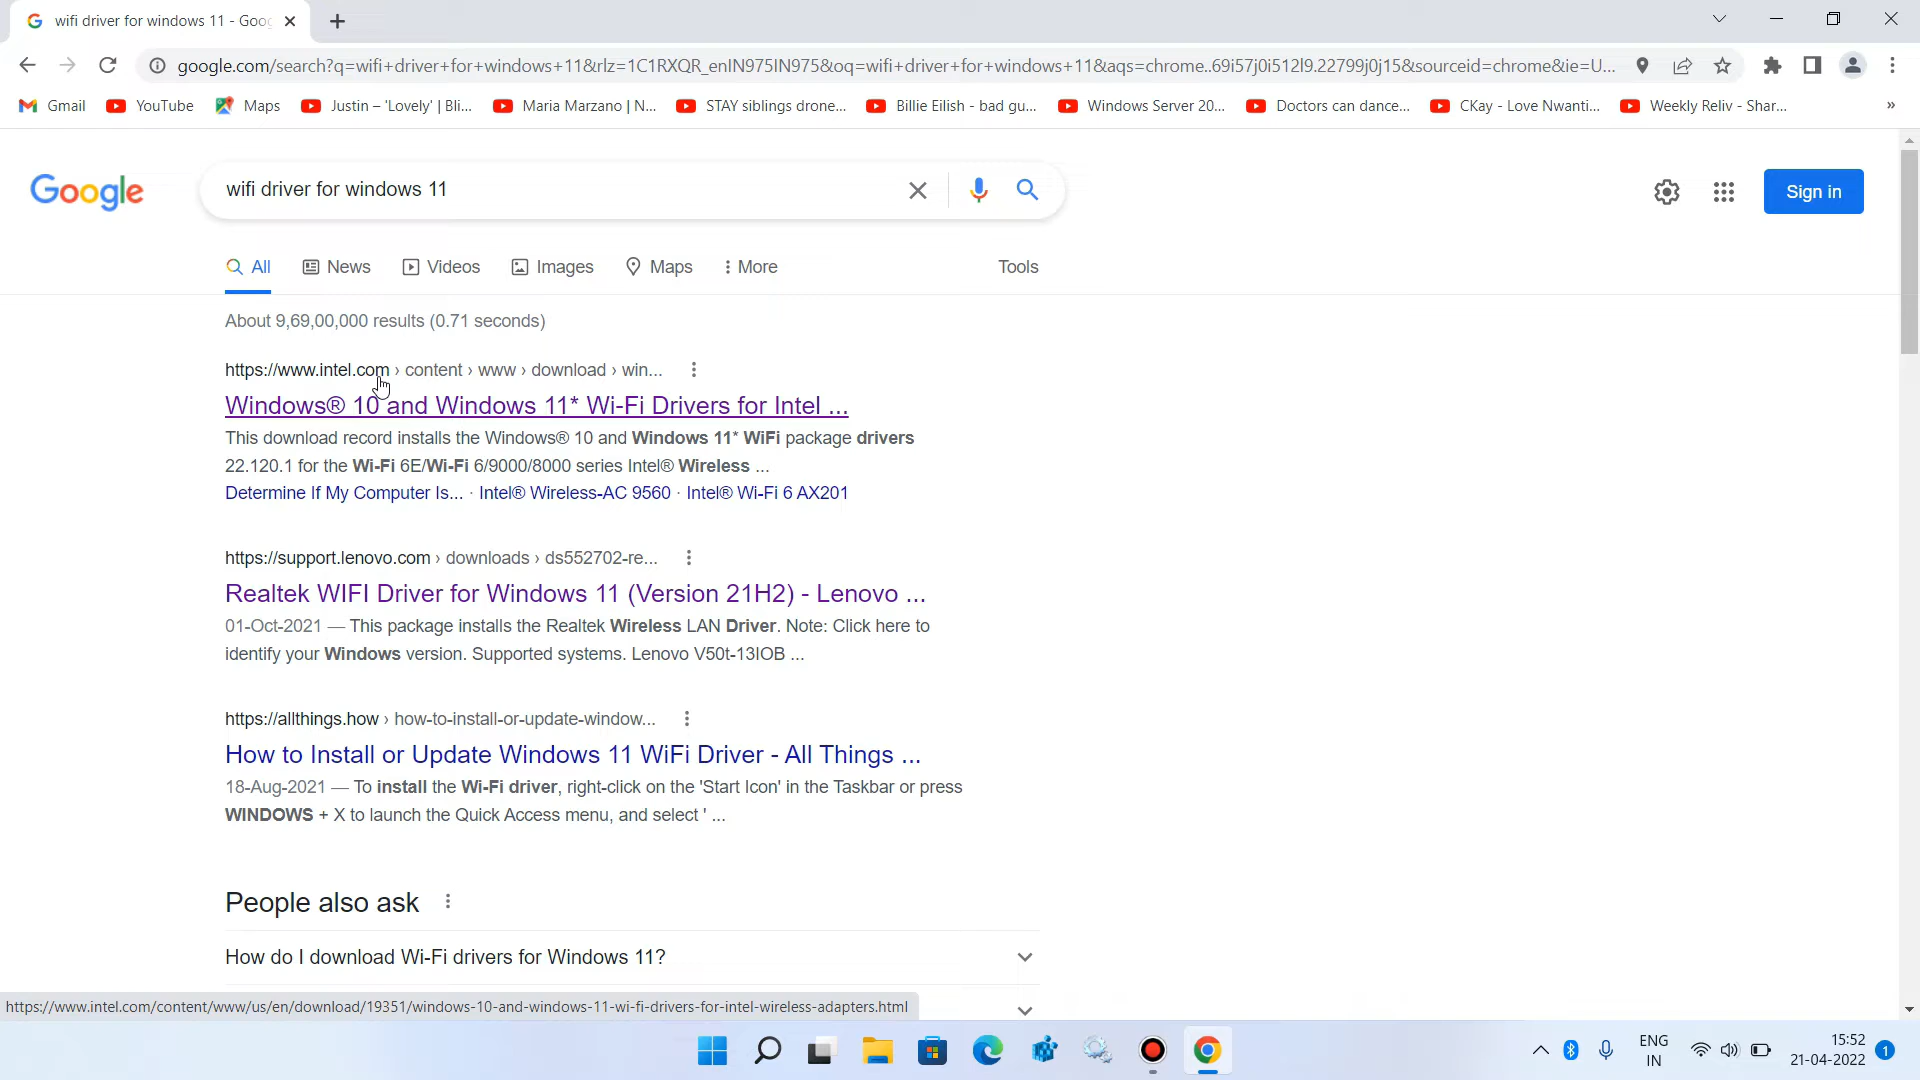 wifi driver for windows 11 - Goo
google.com/search?q=wifi+driver+for+windows+11&rlz=1C1RXQR_enIN975IN975&oq=wifi+driver+for+windows+11&aqs=chrome..69i57j0i512l9.22799j0j15&sourceid=chrome&ie=U...
Gmail YouTube Maps Justin – 'Lovely' | Bli... Maria Marzano | N... STAY siblings drone... Billie Eilish - bad gu... Windows Server 20... Doctors can dance... CKay - Love Nwanti... Weekly Reliv - Shar... »
Google wifi driver for windows 11 Sign in
All News Videos Images Maps More Tools
About 9,69,00,000 results (0.71 seconds)
https://www.intel.com › content › www › download › win...
Windows® 10 and Windows 11* Wi-Fi Drivers for Intel ...
This download record installs the Windows® 10 and Windows 11* WiFi package drivers
22.120.1 for the Wi-Fi 6E/Wi-Fi 6/9000/8000 series Intel® Wireless ...
Determine If My Computer Is... · Intel® Wireless-AC 9560 · Intel® Wi-Fi 6 AX201
https://support.lenovo.com › downloads › ds552702-re...
Realtek WIFI Driver for Windows 11 (Version 21H2) - Lenovo ...
01-Oct-2021 — This package installs the Realtek Wireless LAN Driver. Note: Click here to
identify your Windows version. Supported systems. Lenovo V50t-13IOB ...
https://allthings.how › how-to-install-or-update-window...
How to Install or Update Windows 11 WiFi Driver - All Things ...
18-Aug-2021 — To install the Wi-Fi driver, right-click on the 'Start Icon' in the Taskbar or press
WINDOWS + X to launch the Quick Access menu, and select ' ...
People also ask
How do I download Wi-Fi drivers for Windows 11?
https://www.intel.com/content/www/us/en/download/19351/windows-10-and-windows-11-wi-fi-drivers-for-intel-wireless-adapters.html
ENG
IN
15:52
21-04-2022
1